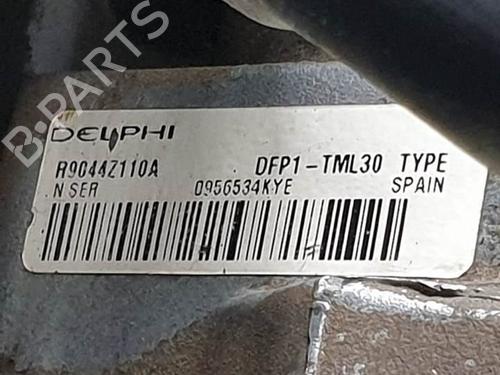 B-PARTS
DELPHI
R9044Z110A DFP1-TML30 TYPE
N SER 0956534KYE SPAIN